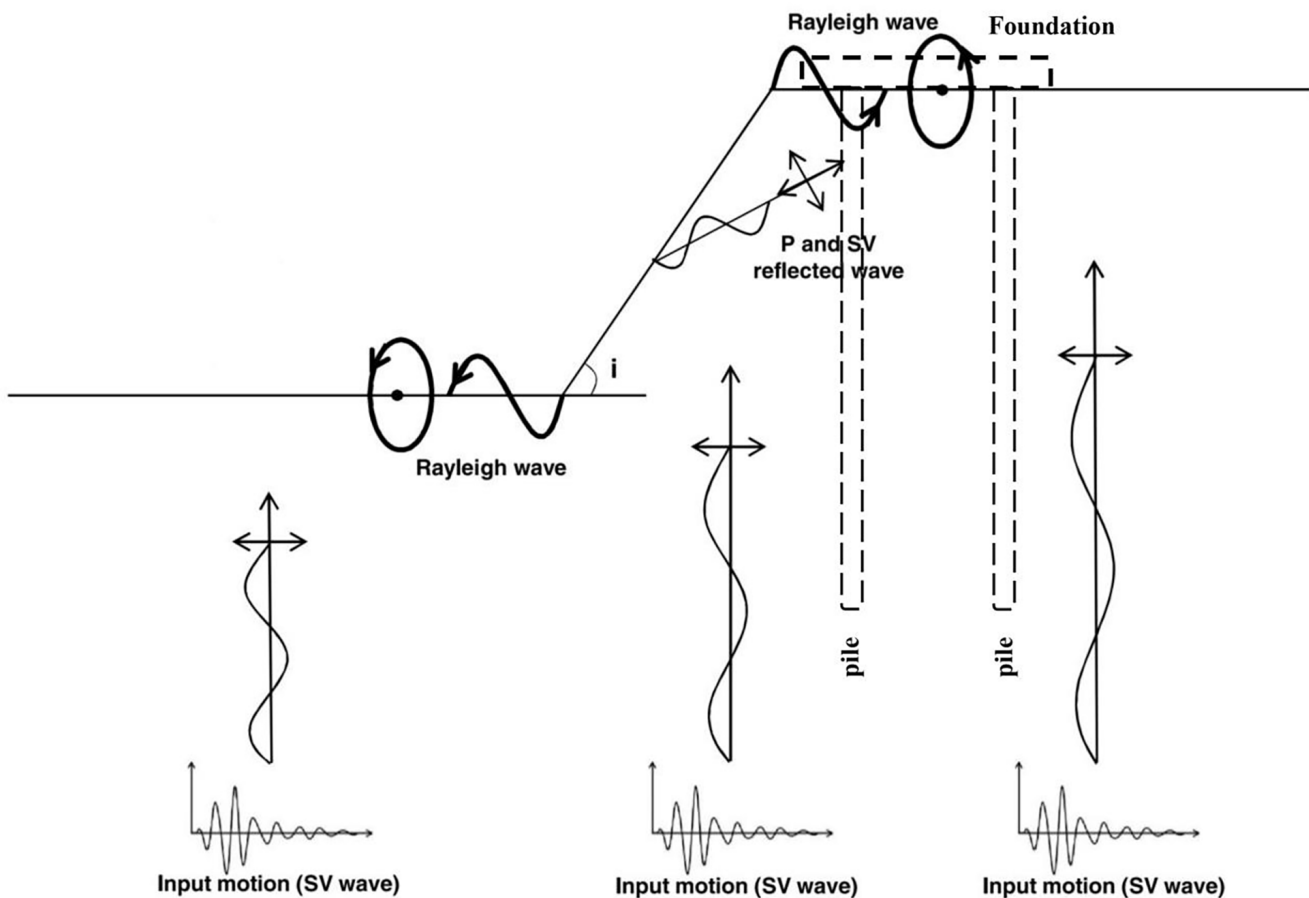 Rayleigh wave
Foundation
P and SV
reflected wave
i
Rayleigh wave
pile
pile
Input motion (SV wave)
Input motion (SV wave)
Input motion (SV wave)